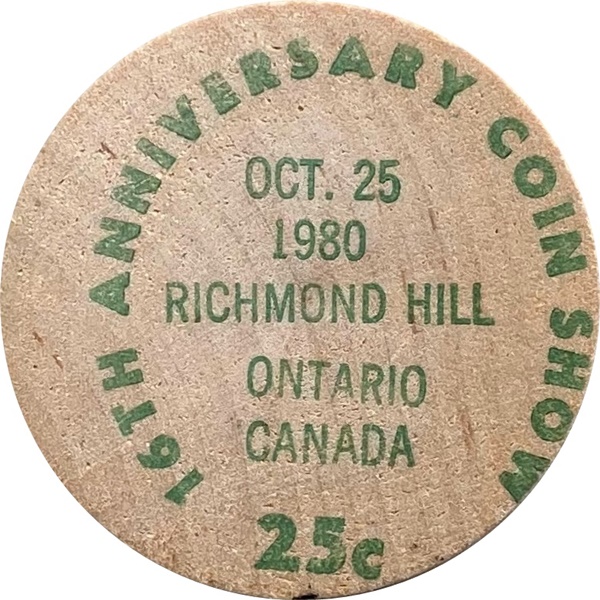 16TH ANNIVERSARY COIN SHOW
OCT. 25
1980
RICHMOND HILL
ONTARIO
CANADA
25c